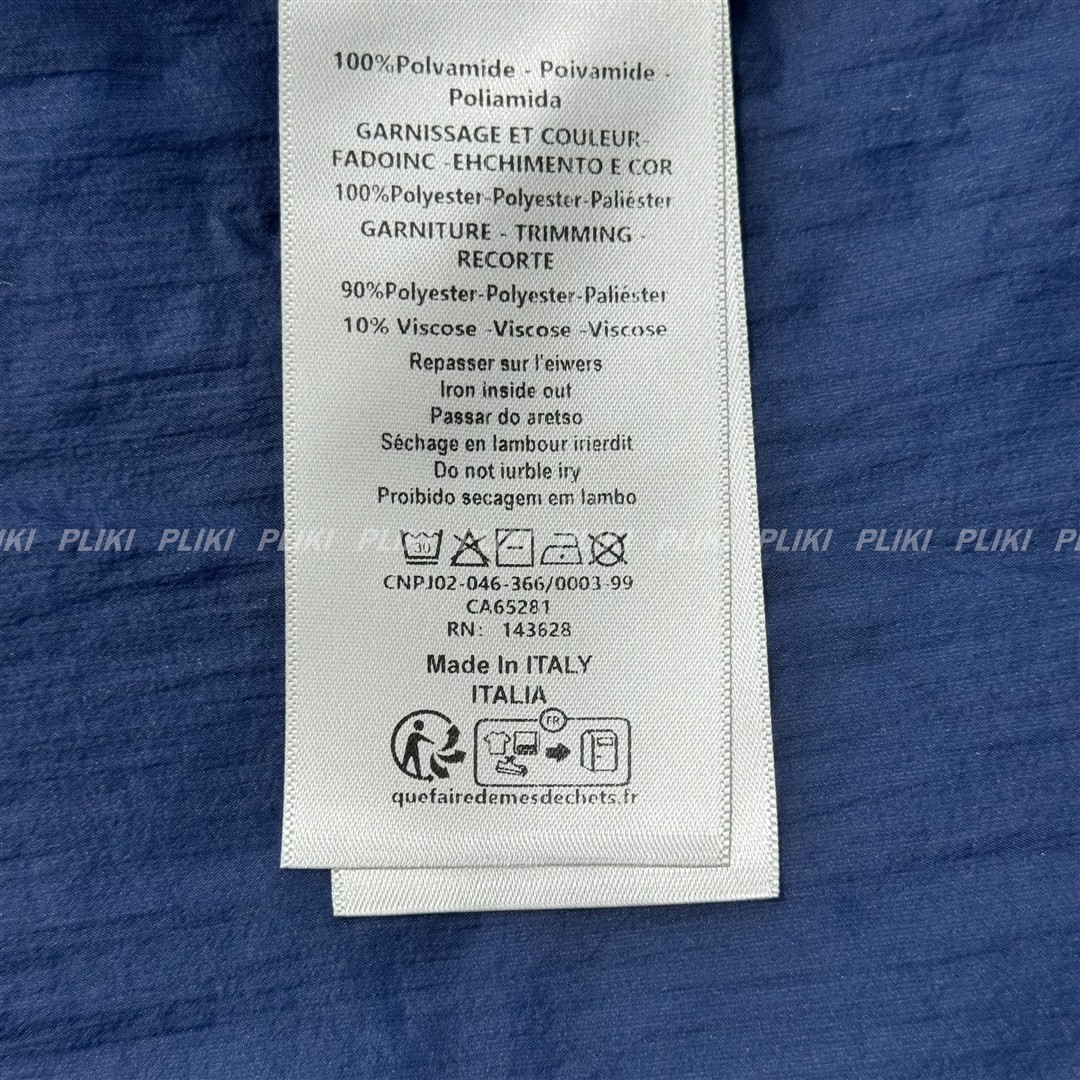 100%Polvamide - Poivamide -
Poliamida
GARNISSAGE ET COULEUR-
FADOINC -EHCHIMENTO E COR
100%Polyester-Polyester-Paliéster
GARNITURE - TRIMMING -
RECORTE
90%Polyester-Polyester-Paliéster
10% Viscose -Viscose -Viscose
Repasser sur l'eiwers
Iron inside out
Passar do aretso
Séchage en lambour irierdit
Do not iurble iry
Proibido secagem em lambo
PLIKI PLIKI PLIKI PLIKI PLIKI PLIKI
30
CNPJ02-046-366/0003-99
CA65281
RN: 143628
Made In ITALY
ITALIA
FR
quefairedemesdechets.fr